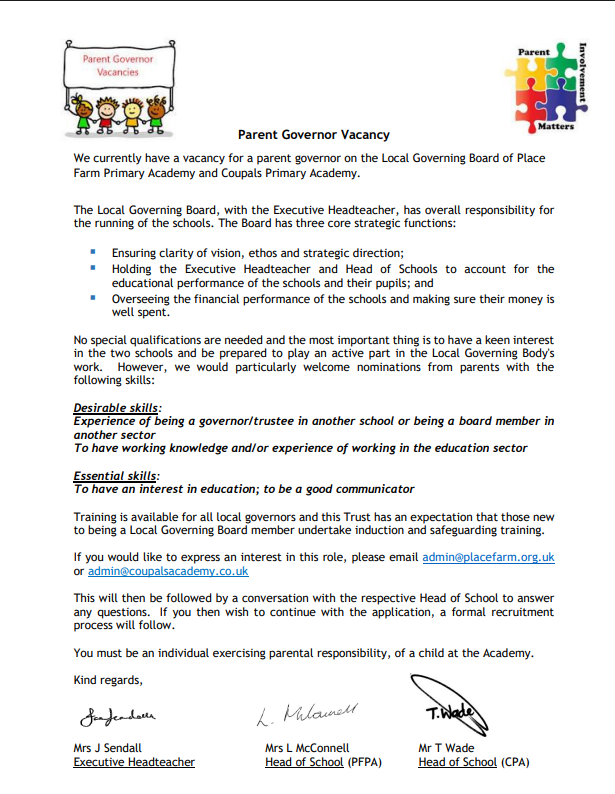 Parent Governor
Vacancies
Parent
Involvement
Matters
Parent Governor Vacancy
We currently have a vacancy for a parent governor on the Local Governing Board of Place
Farm Primary Academy and Coupals Primary Academy.
The Local Governing Board, with the Executive Headteacher, has overall responsibility for
the running of the schools. The Board has three core strategic functions:
Ensuring clarity of vision, ethos and strategic direction;
Holding the Executive Headteacher and Head of Schools to account for the
educational performance of the schools and their pupils; and
Overseeing the financial performance of the schools and making sure their money is
well spent.
No special qualifications are needed and the most important thing is to have a keen interest
in the two schools and be prepared to play an active part in the Local Governing Body's
work. However, we would particularly welcome nominations from parents with the
following skills:
Desirable skills:
Experience of being a governor/trustee in another school or being a board member in
another sector
To have working knowledge and/or experience of working in the education sector
Essential skills:
To have an interest in education; to be a good communicator
Training is available for all local governors and this Trust has an expectation that those new
to being a Local Governing Board member undertake induction and safeguarding training.
If you would like to express an interest in this role, please email admin@placefarm.org.uk
or admin@coupalsacademy.co.uk
This will then be followed by a conversation with the respective Head of School to answer
any questions. If you then wish to continue with the application, a formal recruitment
process will follow.
You must be an individual exercising parental responsibility, of a child at the Academy.
Kind regards,
T.Wade
Mrs J Sendall Mrs L McConnell Mr T Wade
Executive Headteacher Head of School (PFPA) Head of School (CPA)